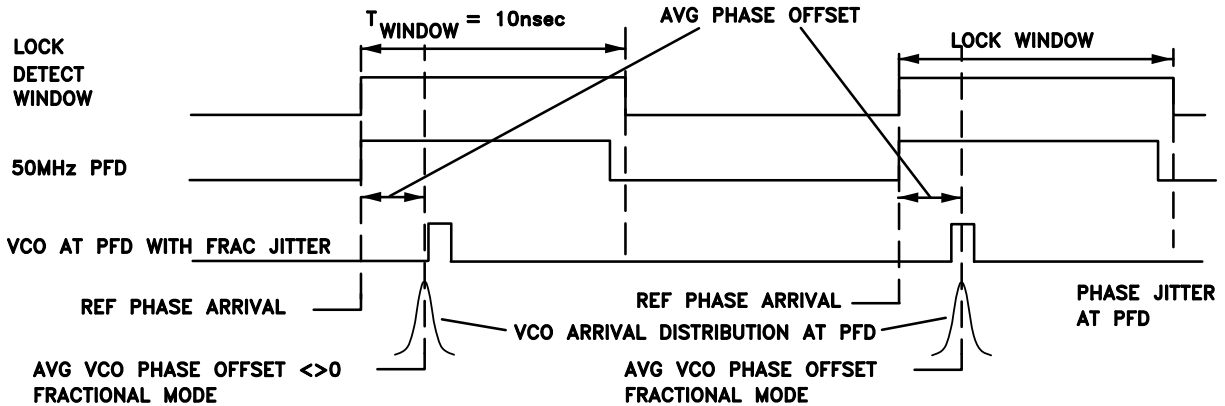 T WINDOW = 10nsec
AVG PHASE OFFSET
LOCK
DETECT
WINDOW
LOCK WINDOW
50MHz PFD
VCO AT PFD WITH FRAC JITTER
REF PHASE ARRIVAL
REF PHASE ARRIVAL
PHASE JITTER
AT PFD
VCO ARRIVAL DISTRIBUTION AT PFD
AVG VCO PHASE OFFSET <>0
FRACTIONAL MODE
AVG VCO PHASE OFFSET
FRACTIONAL MODE